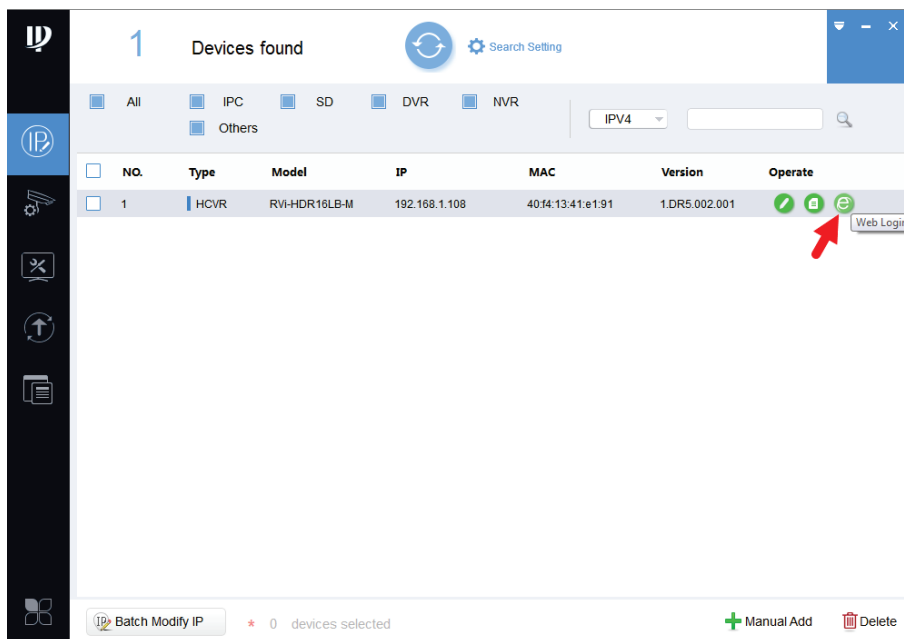 1 Devices found Search Setting
All IPC SD DVR NVR
Others
IPV4
NO. Type Model IP MAC Version Operate
1 HCVR RVi-HDR16LB-M 192.168.1.108 40:f4:13:41:e1:91 1.DR5.002.001
Web Login
Batch Modify IP * 0 devices selected Manual Add Delete